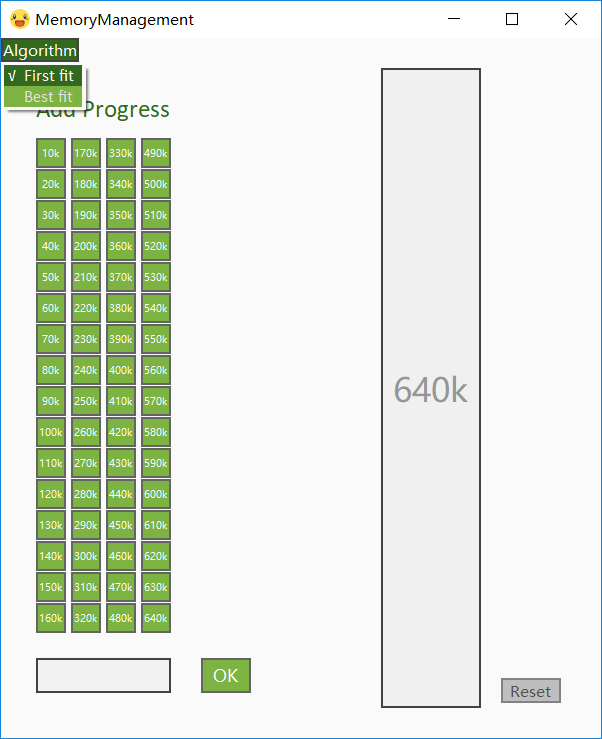 MemoryManagement
Algorithm
√ First fit
Best fit
Add Progress
10k 170k 330k 490k
20k 180k 340k 500k
30k 190k 350k 510k
40k 200k 360k 520k
50k 210k 370k 530k
60k 220k 380k 540k
70k 230k 390k 550k
80k 240k 400k 560k
90k 250k 410k 570k
100k 260k 420k 580k
110k 270k 430k 590k
120k 280k 440k 600k
130k 290k 450k 610k
140k 300k 460k 620k
150k 310k 470k 630k
160k 320k 480k 640k
640k
OK
Reset